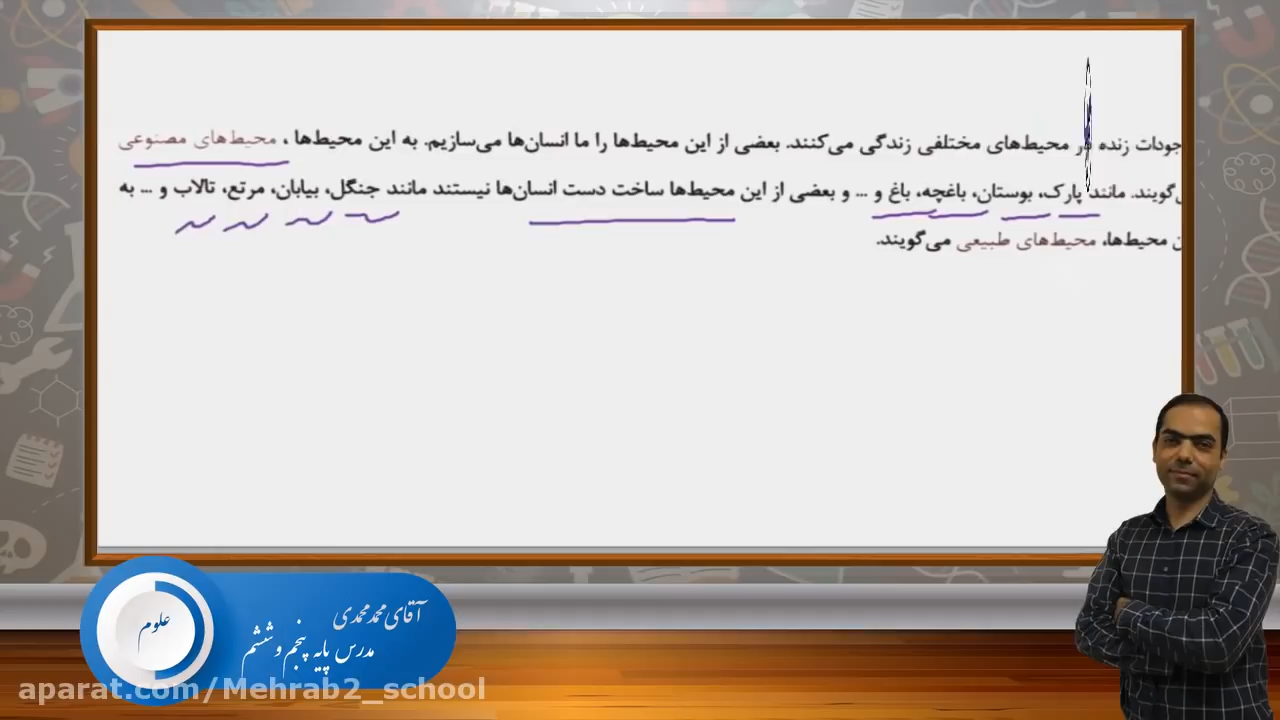 جودات زنده در محیط‌های مختلفی زندگی می‌کنند. بعضی از این محیط‌ها را ما انسان‌ها می‌سازیم. به این محیط‌ها ، محیط‌های مصنوعی
گویند. مانند پارک، بوستان، باغچه، باغ و ... و بعضی از این محیط‌ها ساخت دست انسان‌ها نیستند مانند جنگل، بیابان، مرتع، تالاب و ... به
محیط‌ها، محیط‌های طبیعی می‌گویند.
آقای محمد محمدی
مدرس پایه پنجم و ششم
علوم
aparat.com/Mehrab2_school